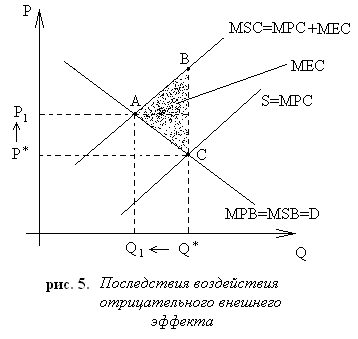 P
MSC=MPC+MEC
B
MEC
A
S=MPC
P1
P*
C
MPB=MSB=D
Q1
Q*
Q
рис. 5. Последствия воздействия
отрицательного внешнего
эффекта